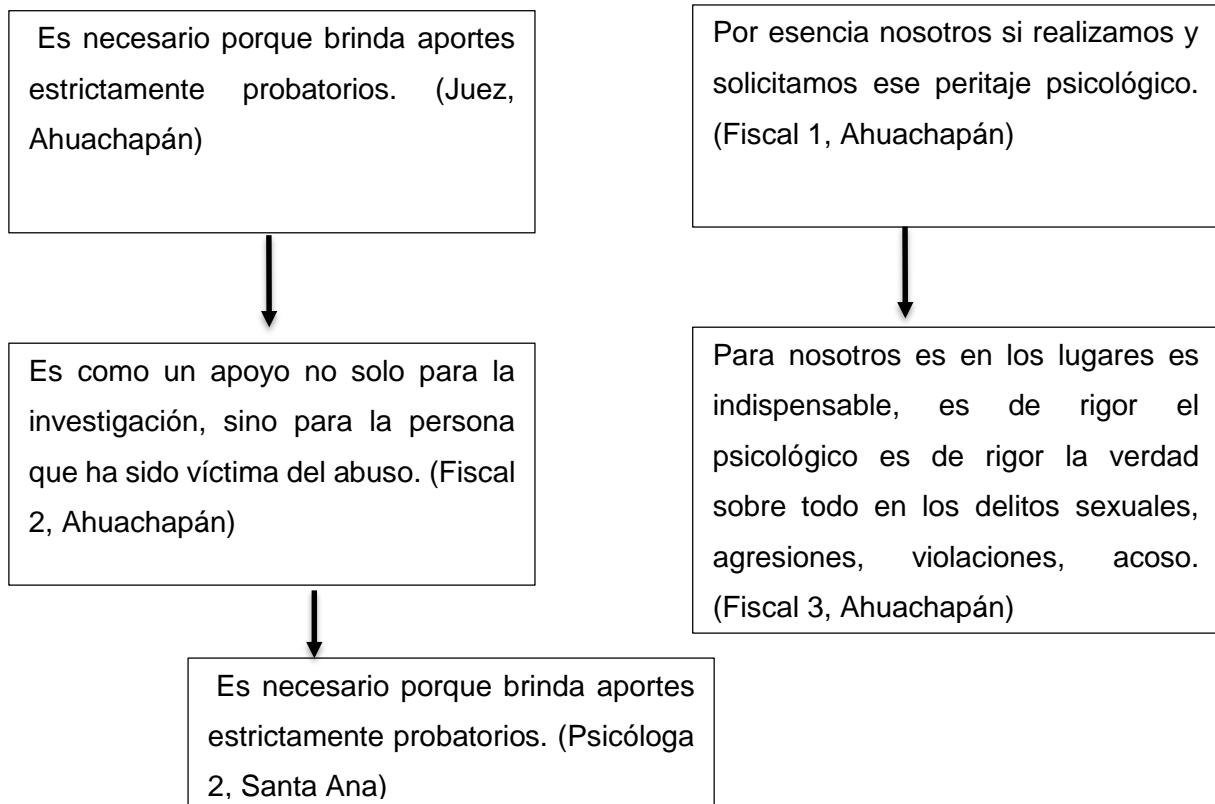 Es necesario porque brinda aportes
estrictamente probatorios. (Juez,
Ahuachapán)
Es como un apoyo no solo para la
investigación, sino para la persona
que ha sido víctima del abuso. (Fiscal
2, Ahuachapán)
Es necesario porque brinda aportes
estrictamente probatorios. (Psicóloga
2, Santa Ana)
Por esencia nosotros si realizamos y
solicitamos ese peritaje psicológico.
(Fiscal 1, Ahuachapán)
Para nosotros es en los lugares es
indispensable, es de rigor el
psicológico es de rigor la verdad
sobre todo en los delitos sexuales,
agresiones, violaciones, acoso.
(Fiscal 3, Ahuachapán)